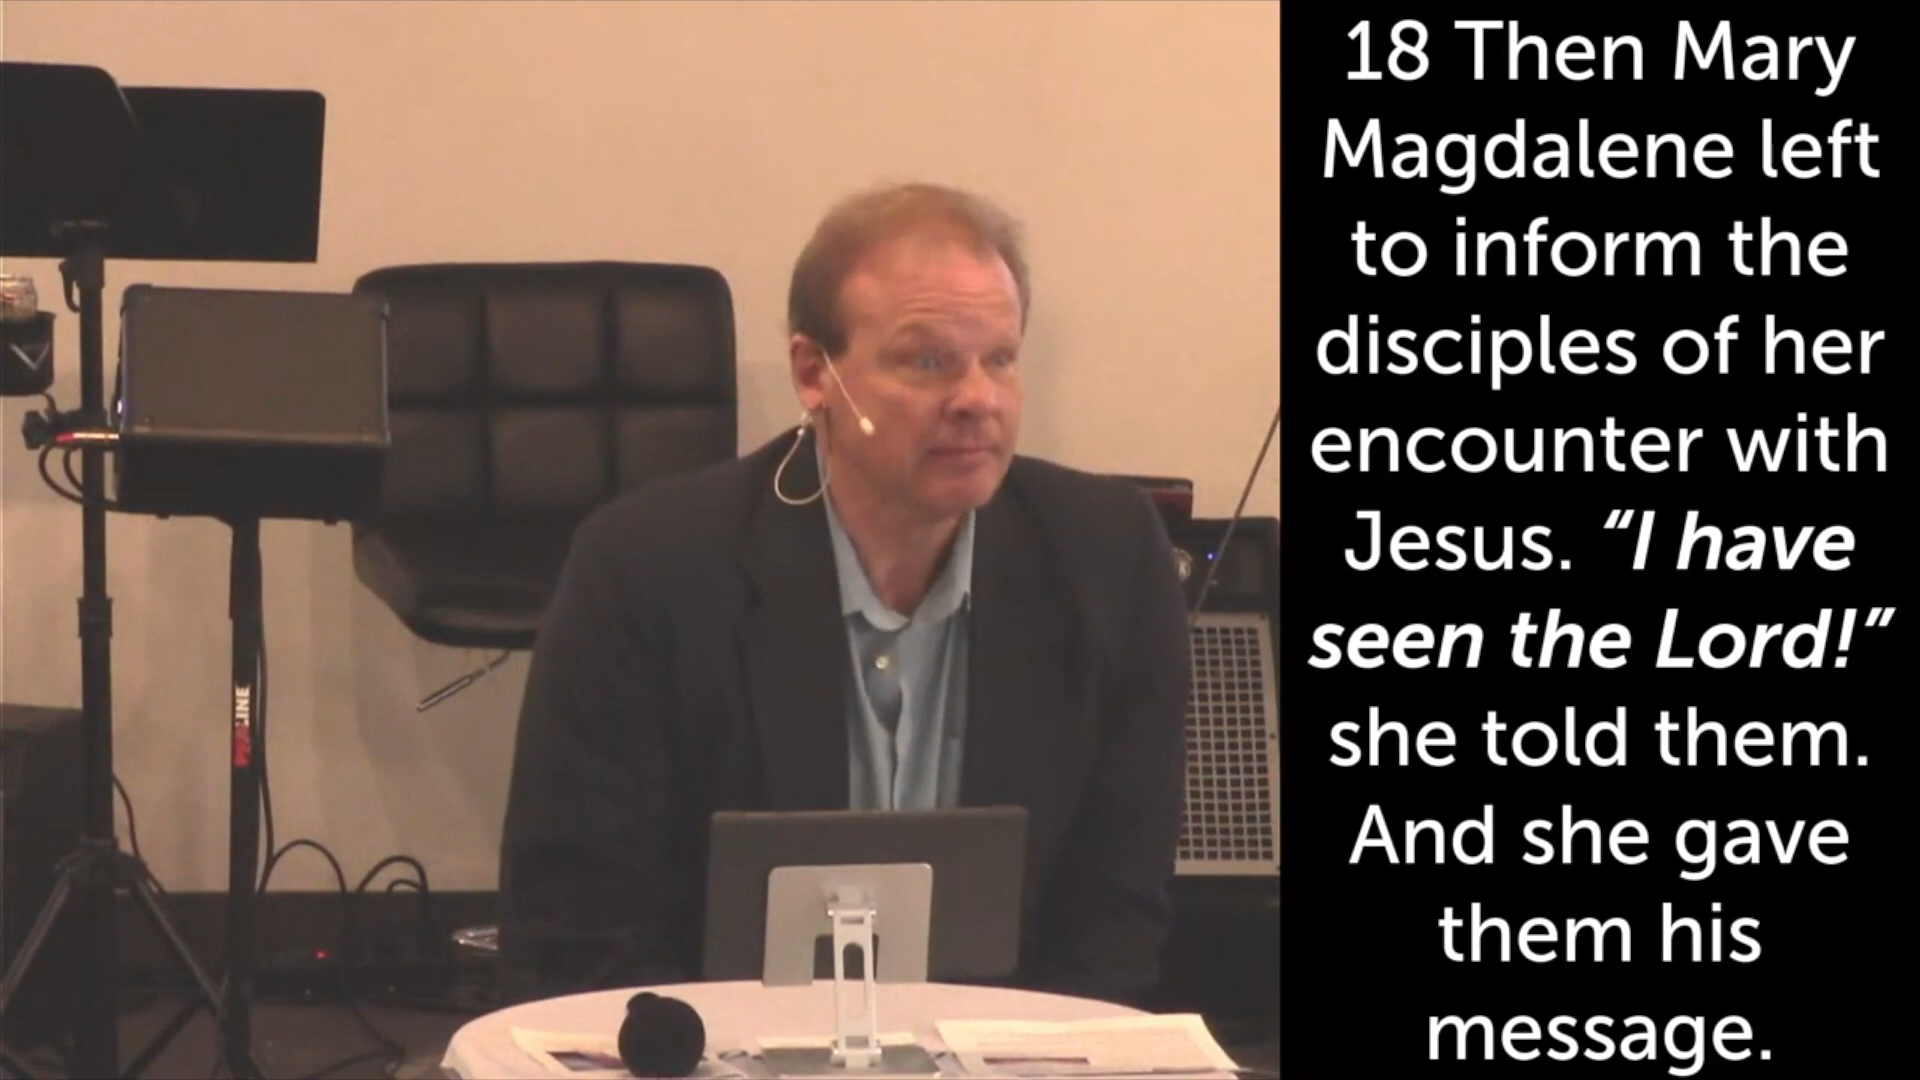 18 Then Mary
Magdalene left
to inform the
disciples of her
encounter with
Jesus. “I have
seen the Lord!”
she told them.
And she gave
them his
message.
PROLINE